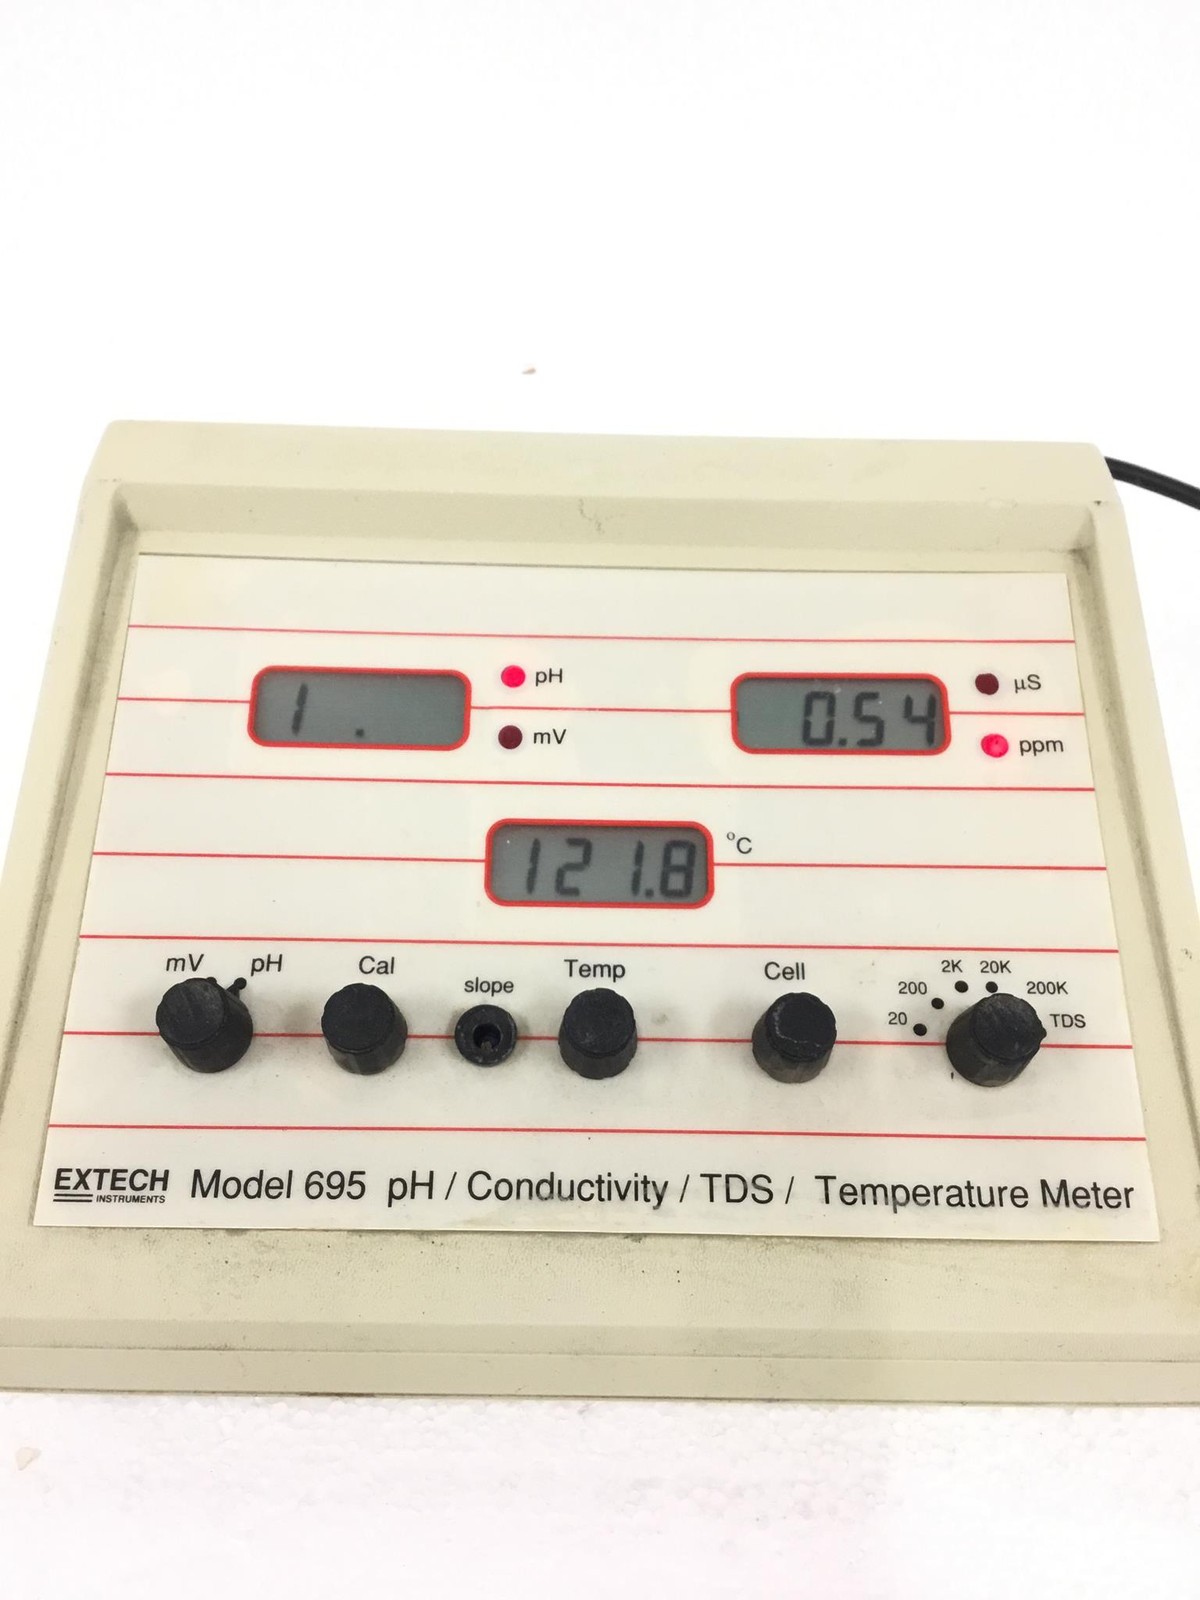 1 .
pH
mV
0.54
µS
ppm
121.8
°C
mV
pH
Cal
slope
Temp
Cell
20
200
2K
20K
200K
TDS
EXTECH
INSTRUMENTS
Model 695 pH / Conductivity / TDS / Temperature Meter